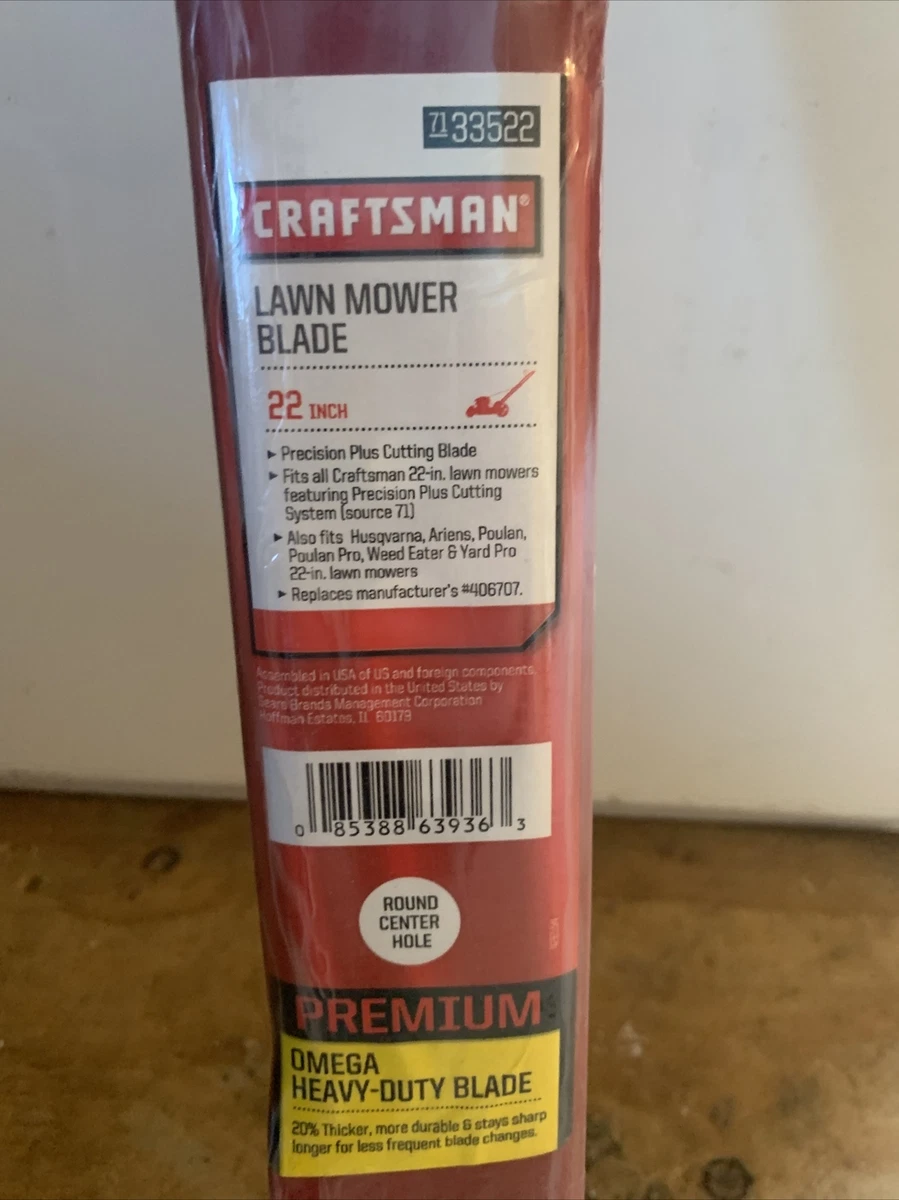 71 33522
CRAFTSMAN®
LAWN MOWER
BLADE
22 INCH
▸ Precision Plus Cutting Blade
▸ Fits all Craftsman 22-in. lawn mowers
featuring Precision Plus Cutting
System (source 71)
▸ Also fits Husqvarna, Ariens, Poulan,
Poulan Pro, Weed Eater & Yard Pro
22-in. lawn mowers
▸ Replaces manufacturer's #406707.
Assembled in USA of US and foreign components.
Product distributed in the United States by
Sears Brands Management Corporation
Hoffman Estates, IL 60179
0 85388 63936 3
ROUND
CENTER
HOLE
PREMIUM
OMEGA
HEAVY-DUTY BLADE
20% Thicker, more durable & stays sharp
longer for less frequent blade changes.